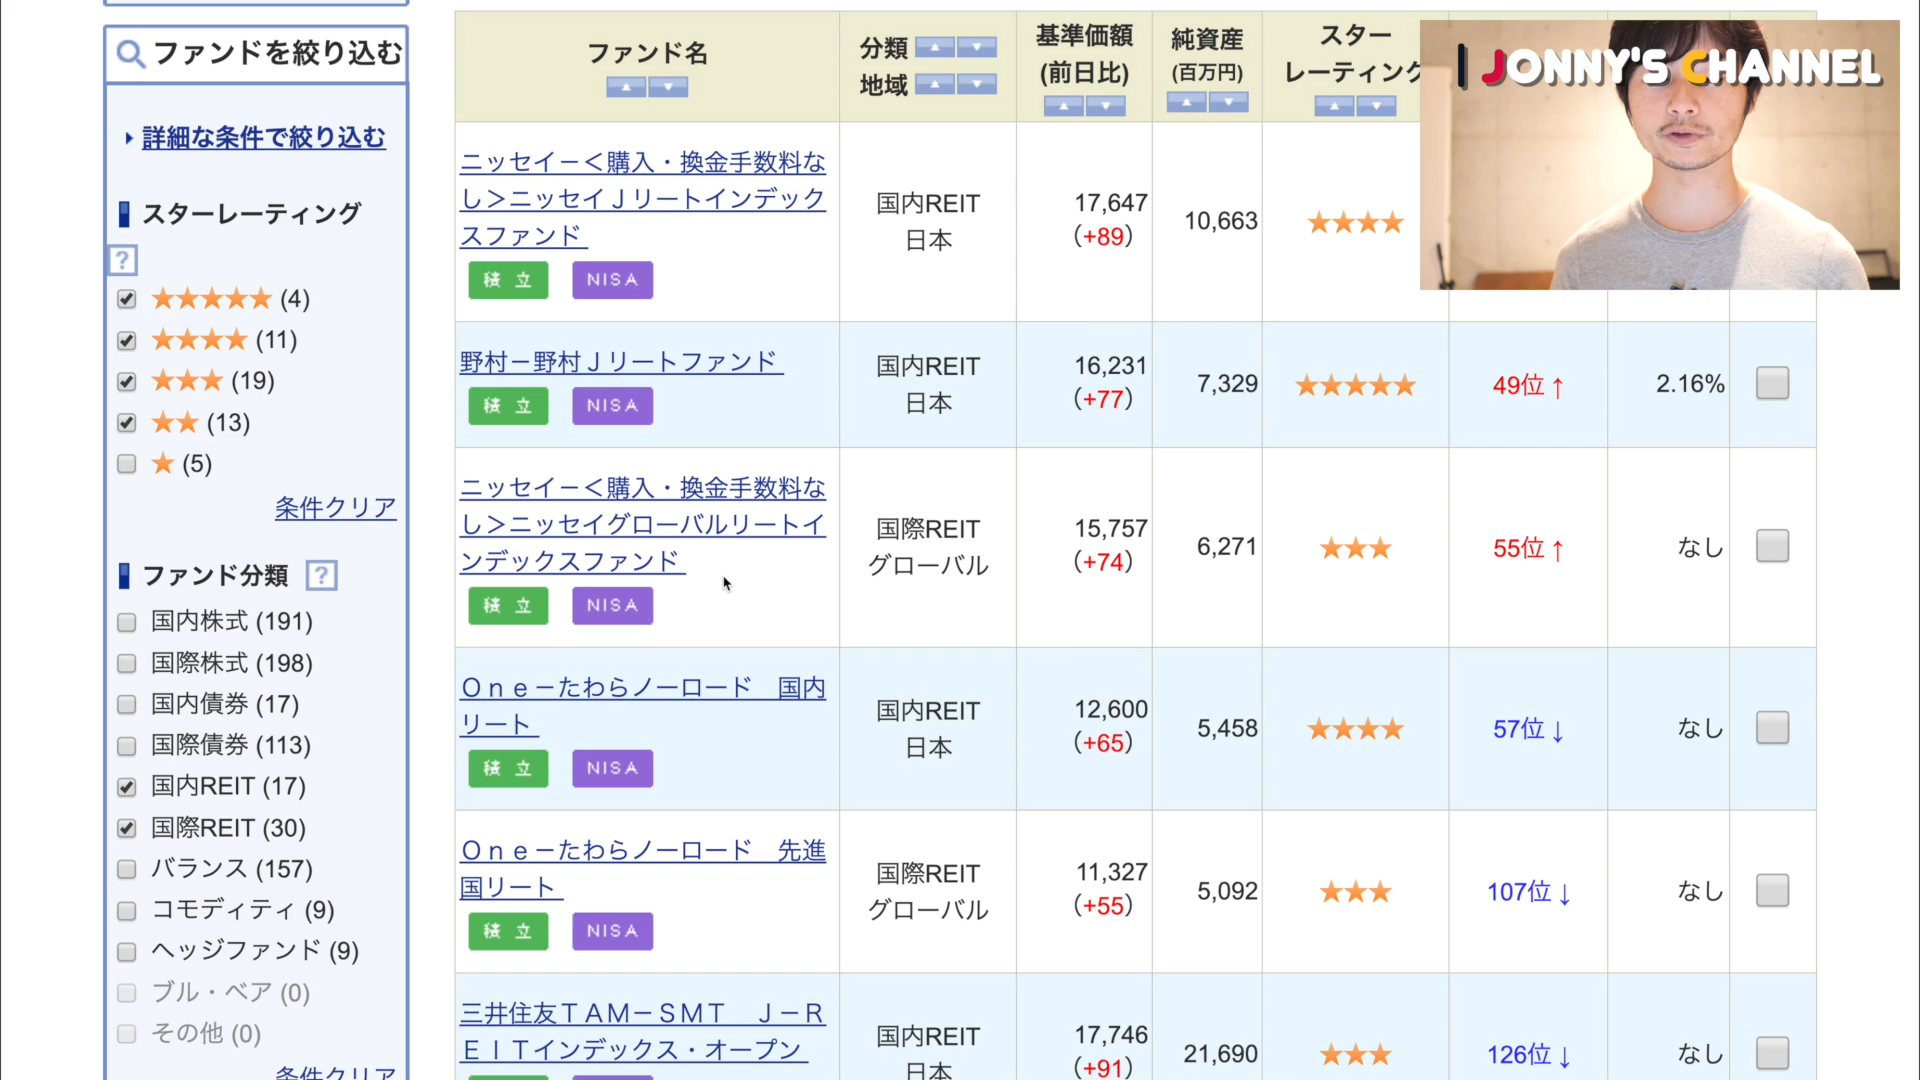 ファンドを絞り込む
詳細な条件で絞り込む
スターレーティング
?
★★★★★ (4)
★★★★ (11)
★★★ (19)
★★ (13)
★ (5)
条件クリア
ファンド分類 ?
国内株式 (191)
国際株式 (198)
国内債券 (17)
国際債券 (113)
国内REIT (17)
国際REIT (30)
バランス (157)
コモディティ (9)
ヘッジファンド (9)
ブル・ベア (0)
その他 (0)
条件クリア
ファンド名
分類
地域
基準価額
(前日比)
純資産
(百万円)
スター
レーティング
JONNY'S CHANNEL
ニッセイ－＜購入・換金手数料な
し＞ニッセイＪリートインデック
スファンド
積 立 NISA
国内REIT
日本
17,647
(+89)
10,663
★★★★
野村－野村Ｊリートファンド
積 立 NISA
国内REIT
日本
16,231
(+77)
7,329
★★★★★
49位 ↑
2.16%
ニッセイ－＜購入・換金手数料な
し＞ニッセイグローバルリートイ
ンデックスファンド
積 立 NISA
国際REIT
グローバル
15,757
(+74)
6,271
★★★
55位 ↑
なし
Ｏｎｅ－たわらノーロード　国内
リート
積 立 NISA
国内REIT
日本
12,600
(+65)
5,458
★★★★
57位 ↓
なし
Ｏｎｅ－たわらノーロード　先進
国リート
積 立 NISA
国際REIT
グローバル
11,327
(+55)
5,092
★★★
107位 ↓
なし
三井住友ＴＡＭ－ＳＭＴ　Ｊ－Ｒ
ＥＩＴインデックス・オープン
国内REIT
日本
17,746
(+91)
21,690
★★★
126位 ↓
なし